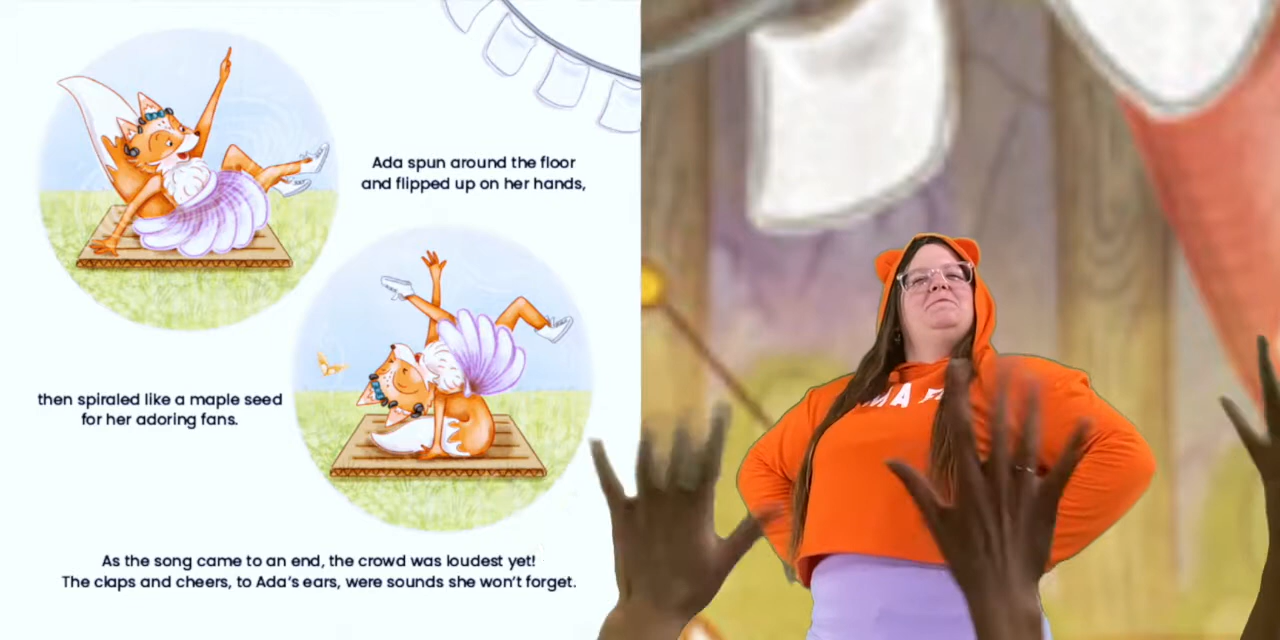 Ada spun around the floor
and flipped up on her hands,
then spiraled like a maple seed
for her adoring fans.
As the song came to an end, the crowd was loudest yet!
The claps and cheers, to Ada's ears, were sounds she won't forget.